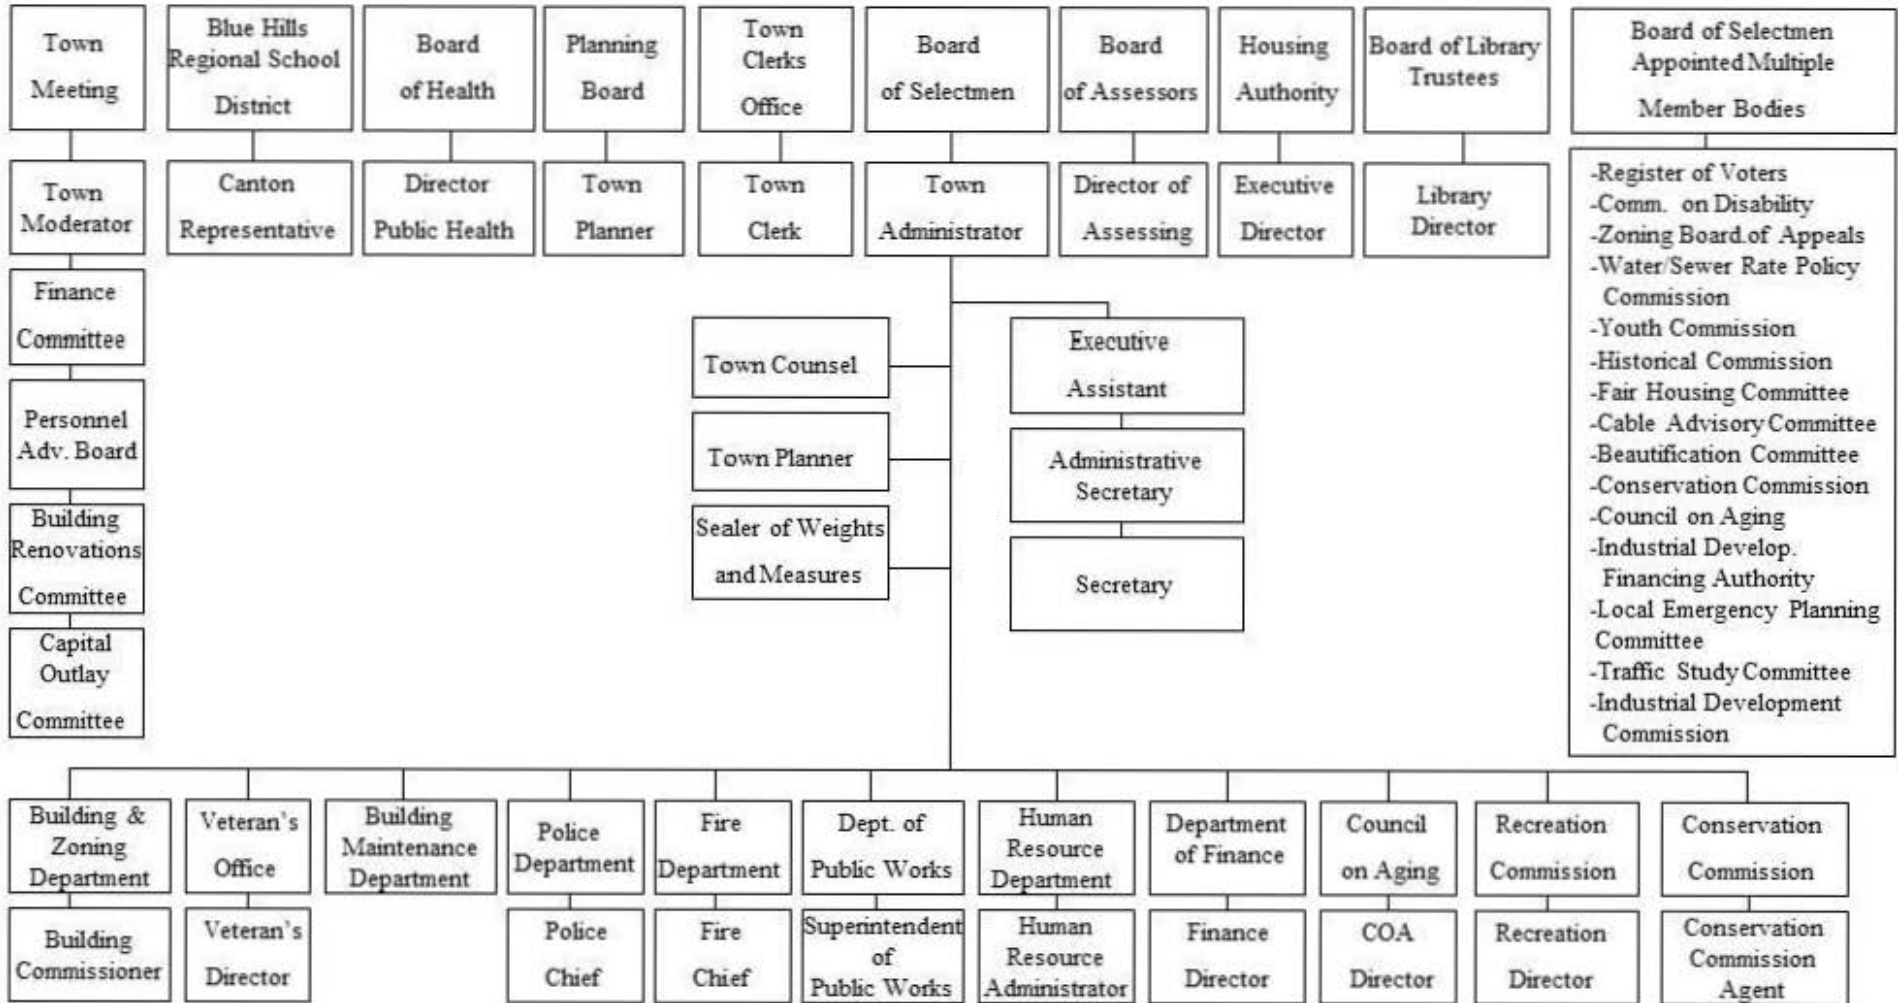 Town
Meeting
Blue Hills
Regional School
District
Board
of Health
Planning
Board
Town
Clerks
Office
Board
of Selectmen
Board
of Assessors
Housing
Authority
Board of Library
Trustees
Board of Selectmen
Appointed Multiple
Member Bodies
Town
Moderator
Canton
Representative
Director
Public Health
Town
Planner
Town
Clerk
Town
Administrator
Director of
Assessing
Executive
Director
Library
Director
-Register of Voters
-Comm. on Disability
-Zoning Board.of Appeals
-Water/Sewer Rate Policy
Commission
-Youth Commission
-Historical Commission
-Fair Housing Committee
-Cable Advisory Committee
-Beautification Committee
-Conservation Commission
-Council on Aging
-Industrial Develop.
Financing Authority
-Local Emergency Planning
Committee
-Traffic Study Committee
-Industrial Development
Commission
Finance
Committee
Personnel
Adv. Board
Building
Renovations
Committee
Capital
Outlay
Committee
Town Counsel
Town Planner
Sealer of Weights
and Measures
Executive
Assistant
Administrative
Secretary
Secretary
Building &
Zoning
Department
Veteran's
Office
Building
Maintenance
Department
Police
Department
Fire
Department
Dept. of
Public Works
Human
Resource
Department
Department
of Finance
Council
on Aging
Recreation
Commission
Conservation
Commission
Building
Commissioner
Veteran's
Director
Police
Chief
Fire
Chief
Superintendent
of
Public Works
Human
Resource
Administrator
Finance
Director
COA
Director
Recreation
Director
Conservation
Commission
Agent